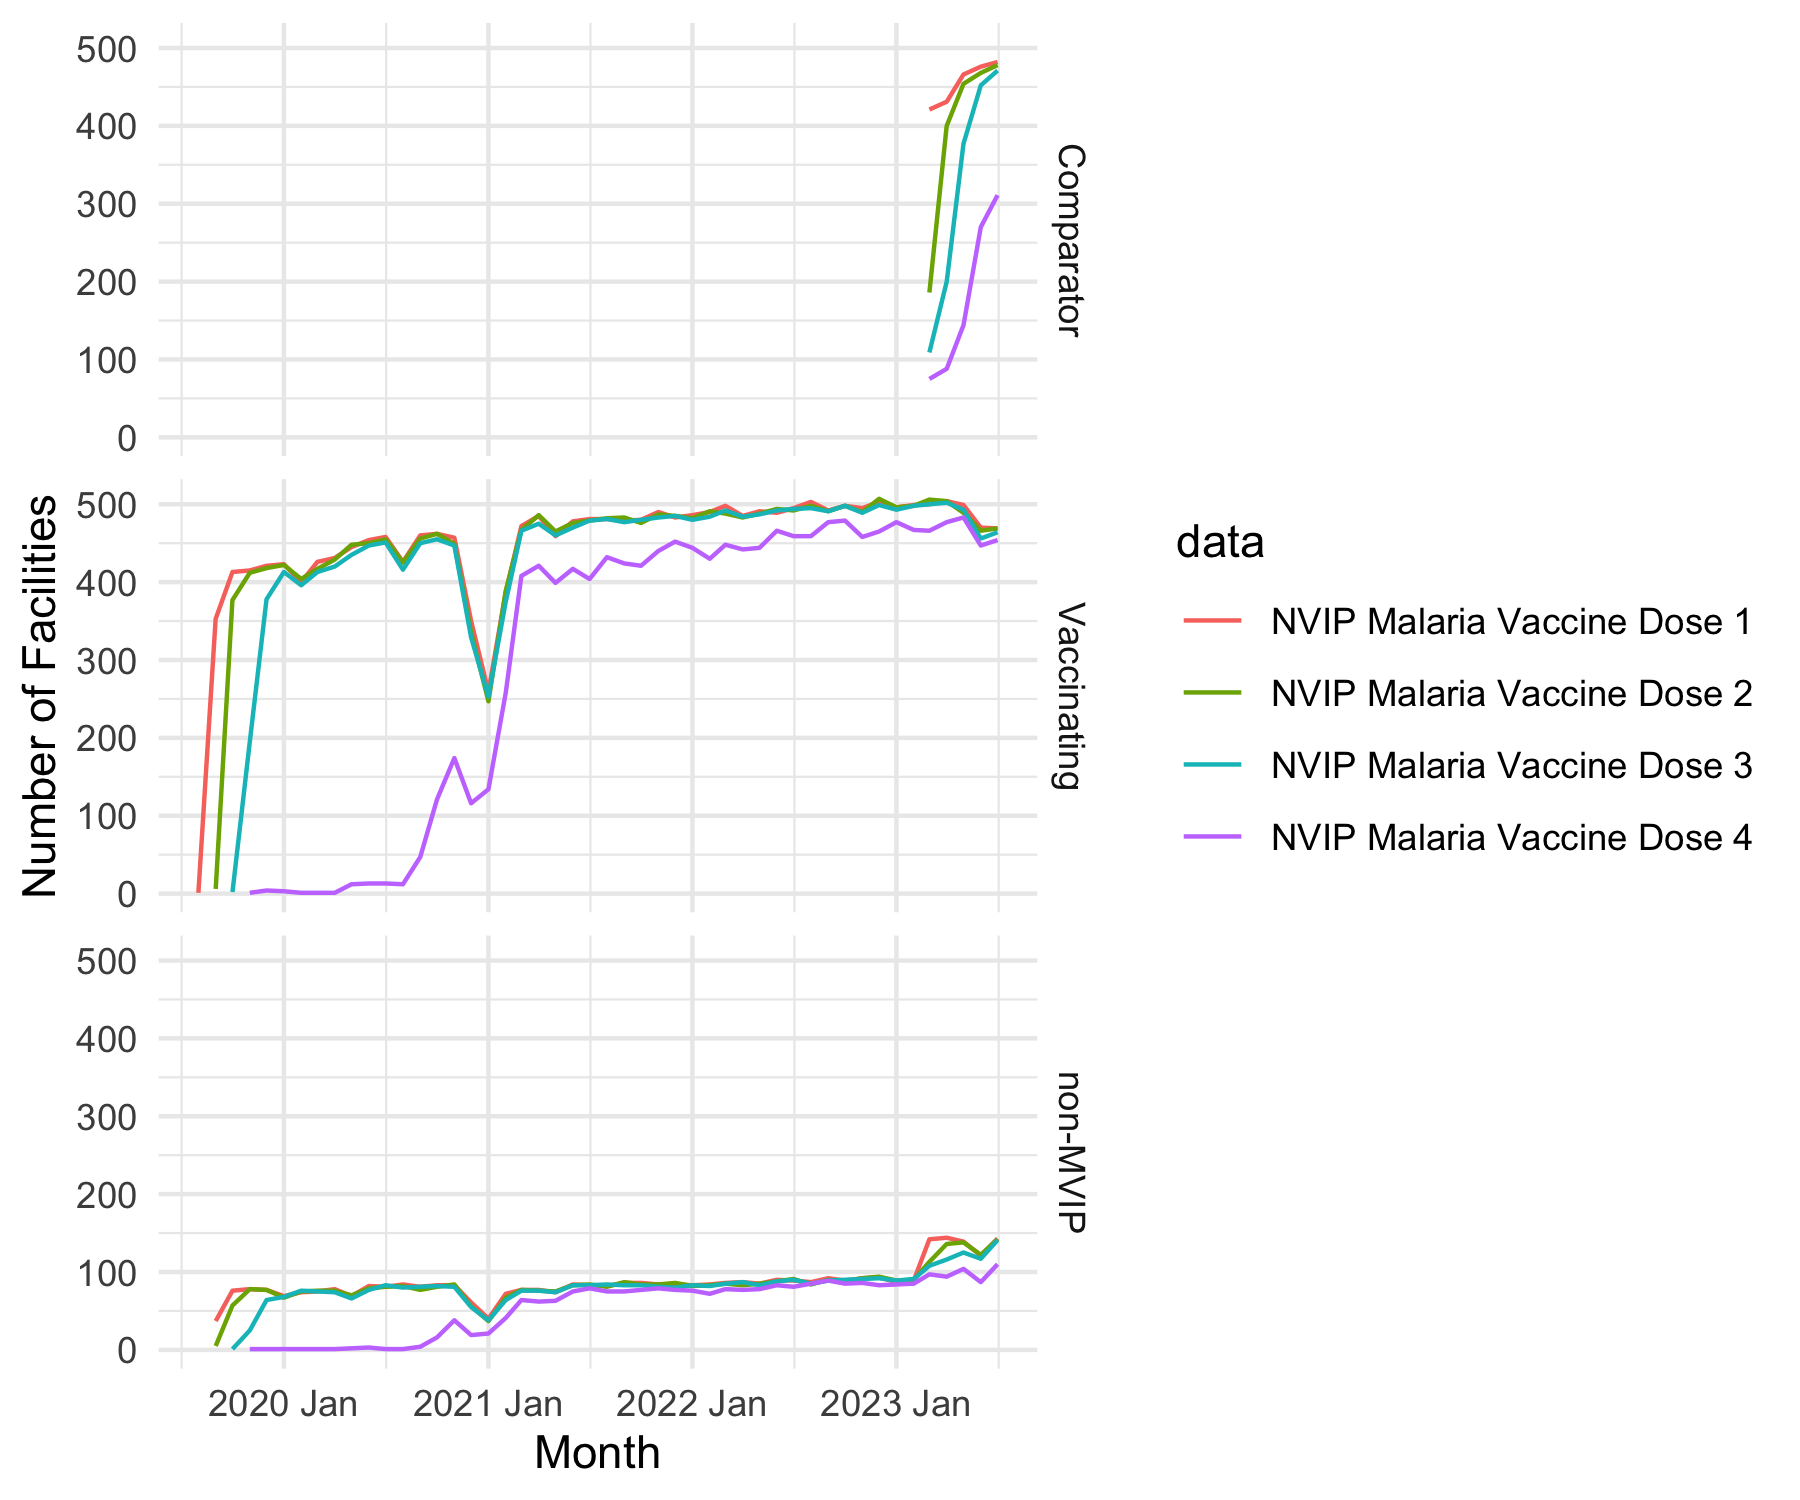 500
400
300
200
100
0
Comparator
500
400
300
200
100
0
Vaccinating
500
400
300
200
100
0
non-MVIP
Number of Facilities
2020 Jan
2021 Jan
2022 Jan
2023 Jan
Month
data
NVIP Malaria Vaccine Dose 1
NVIP Malaria Vaccine Dose 2
NVIP Malaria Vaccine Dose 3
NVIP Malaria Vaccine Dose 4